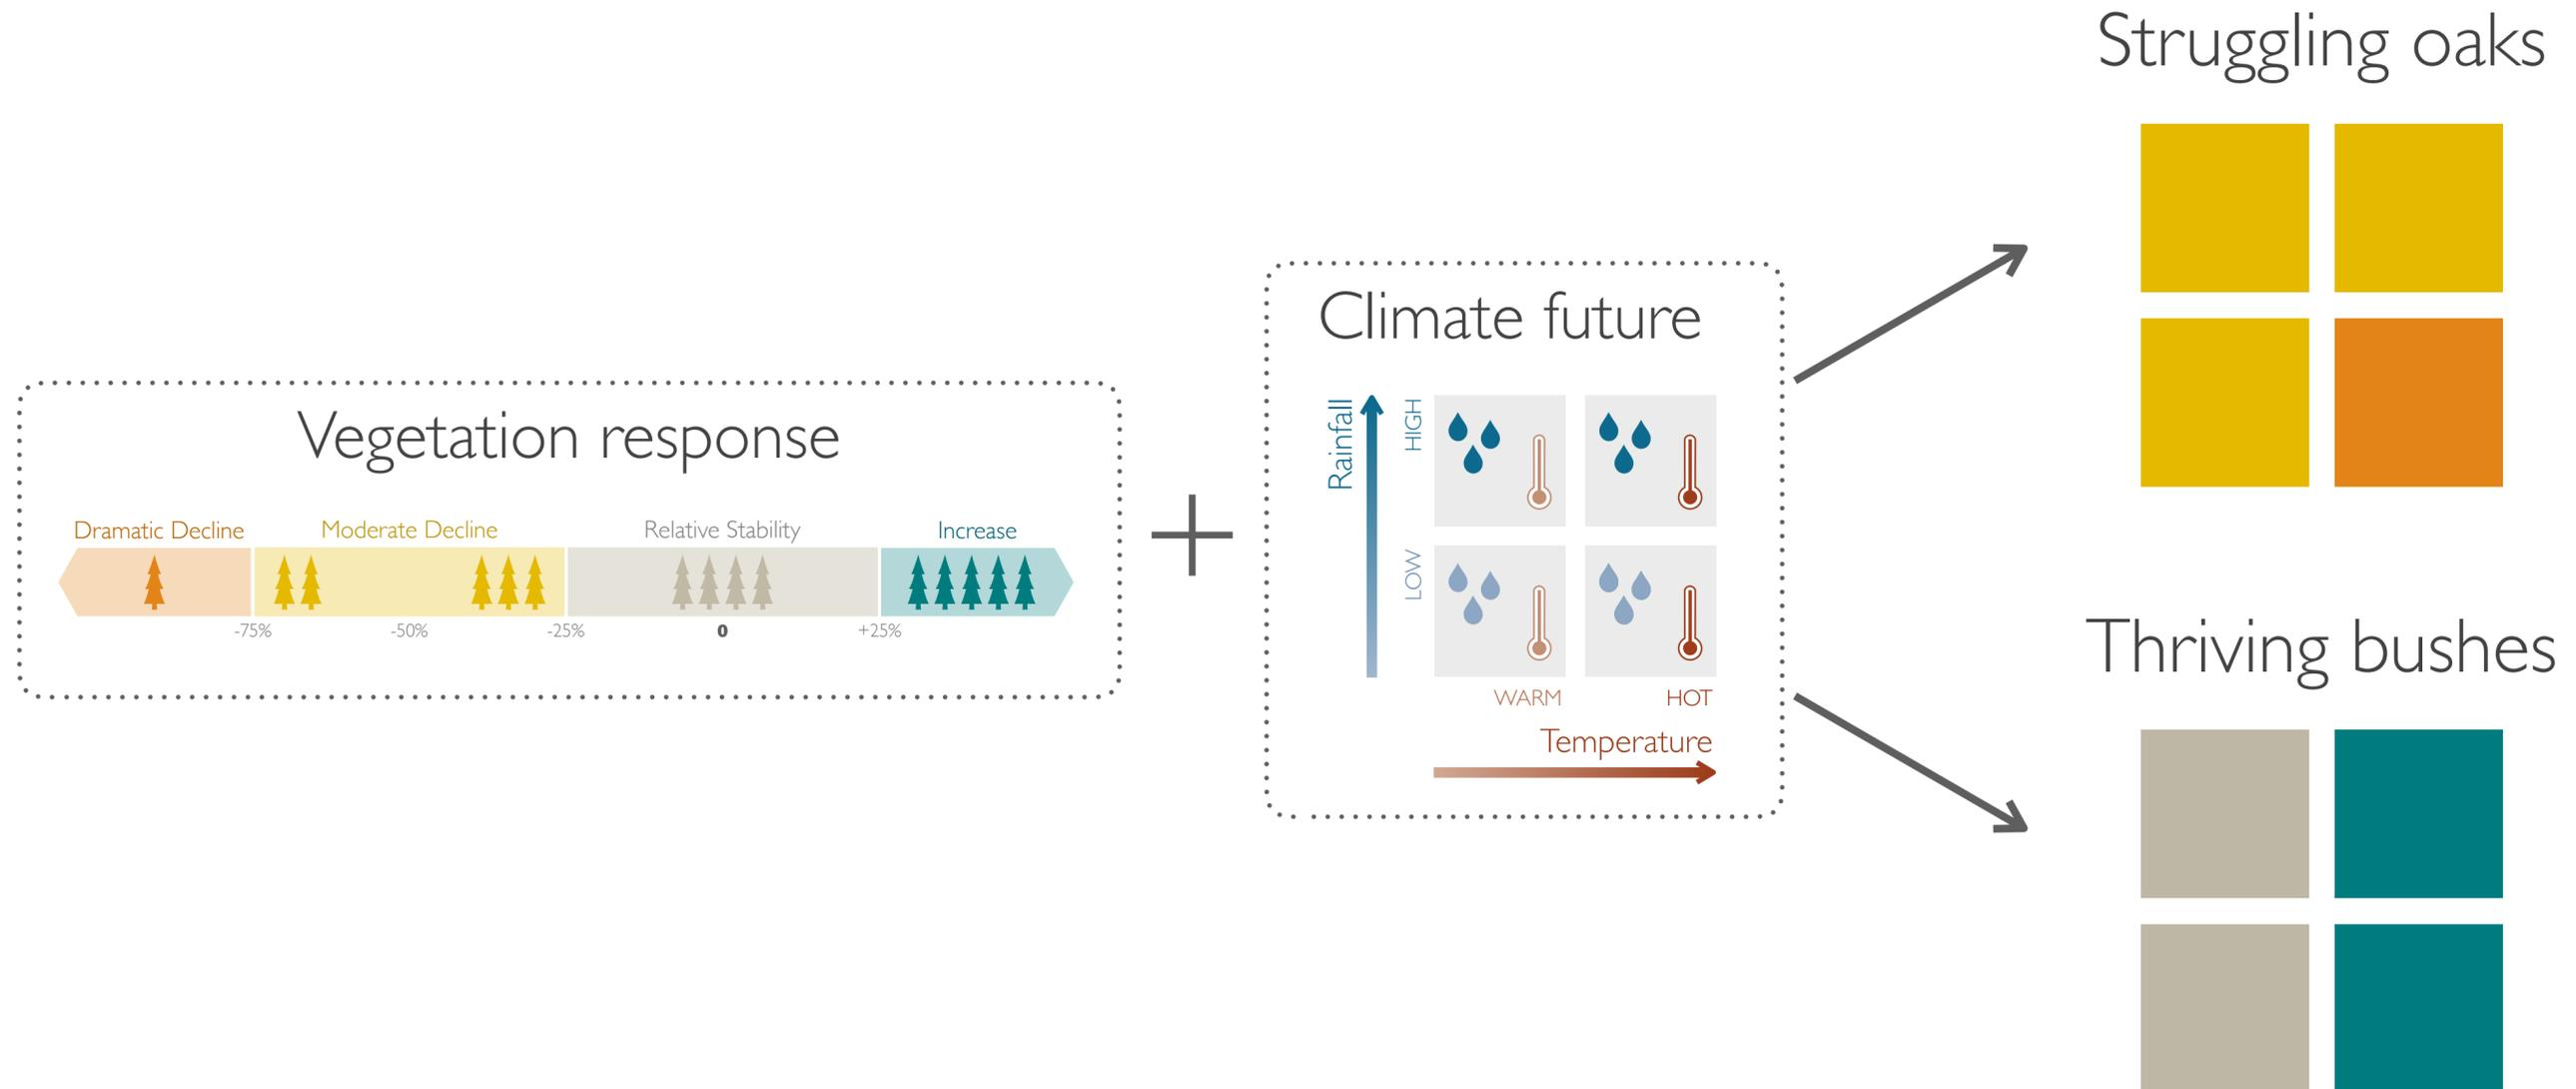 Struggling oaks
Climate future
Vegetation response
Rainfall
HIGH
LOW
Dramatic Decline
Moderate Decline
Relative Stability
Increase
-75%
-50%
-25%
0
+25%
WARM
HOT
Temperature
Thriving bushes